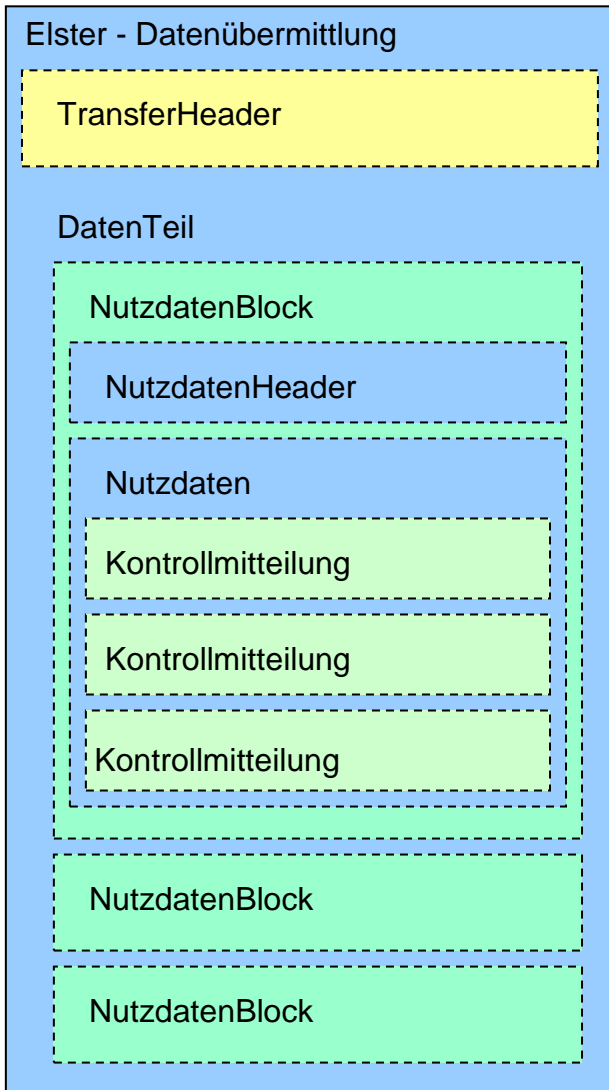 Elster - Datenübermittlung
TransferHeader
DatenTeil
NutzdatenBlock
NutzdatenHeader
Nutzdaten
Kontrollmitteilung
Kontrollmitteilung
Kontrollmitteilung
NutzdatenBlock
NutzdatenBlock